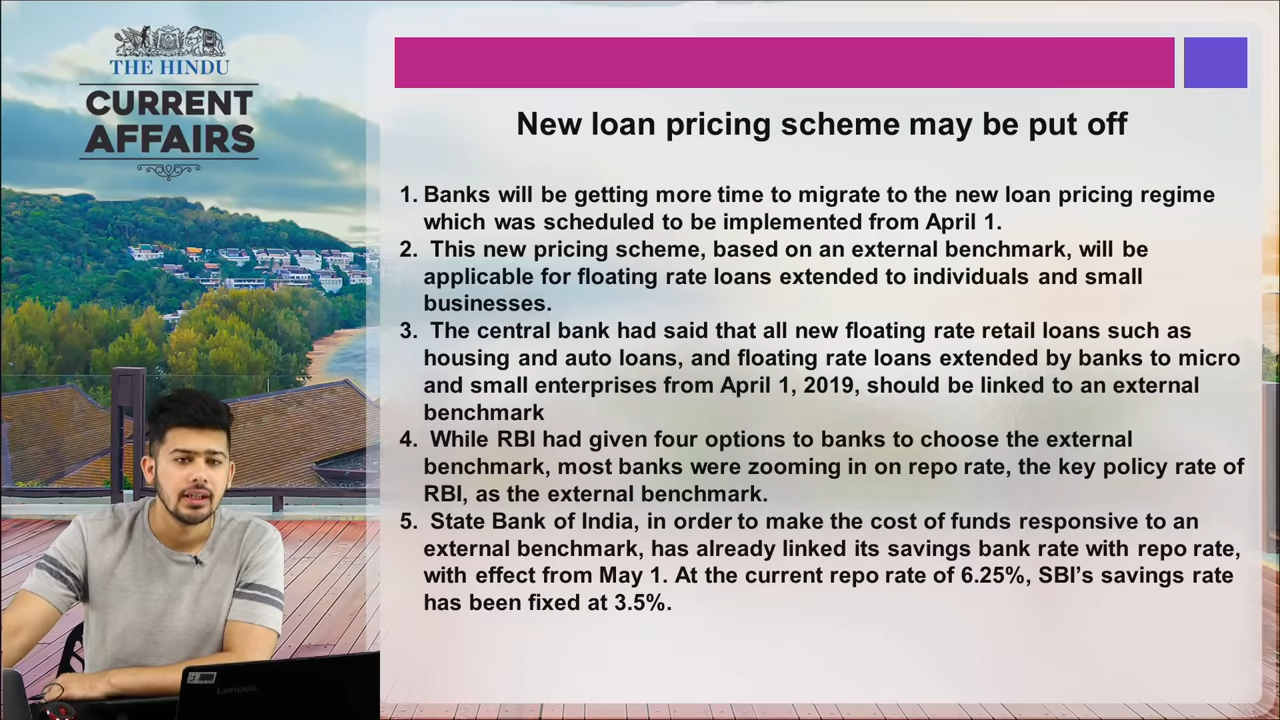 THE HINDU
CURRENT
AFFAIRS
New loan pricing scheme may be put off
1. Banks will be getting more time to migrate to the new loan pricing regime
which was scheduled to be implemented from April 1.
2. This new pricing scheme, based on an external benchmark, will be
applicable for floating rate loans extended to individuals and small
businesses.
3. The central bank had said that all new floating rate retail loans such as
housing and auto loans, and floating rate loans extended by banks to micro
and small enterprises from April 1, 2019, should be linked to an external
benchmark
4. While RBI had given four options to banks to choose the external
benchmark, most banks were zooming in on repo rate, the key policy rate of
RBI, as the external benchmark.
5. State Bank of India, in order to make the cost of funds responsive to an
external benchmark, has already linked its savings bank rate with repo rate,
with effect from May 1. At the current repo rate of 6.25%, SBI’s savings rate
has been fixed at 3.5%.
Lenovo